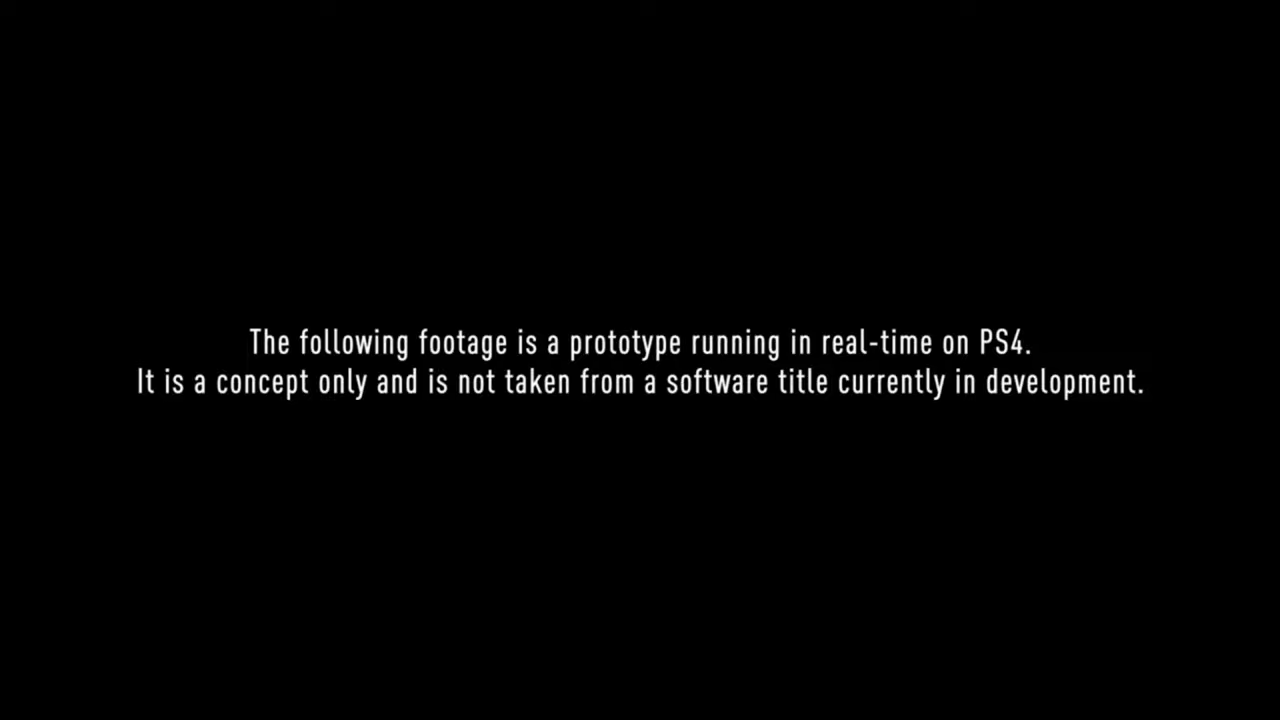 The following footage is a prototype running in real-time on PS4.
It is a concept only and is not taken from a software title currently in development.